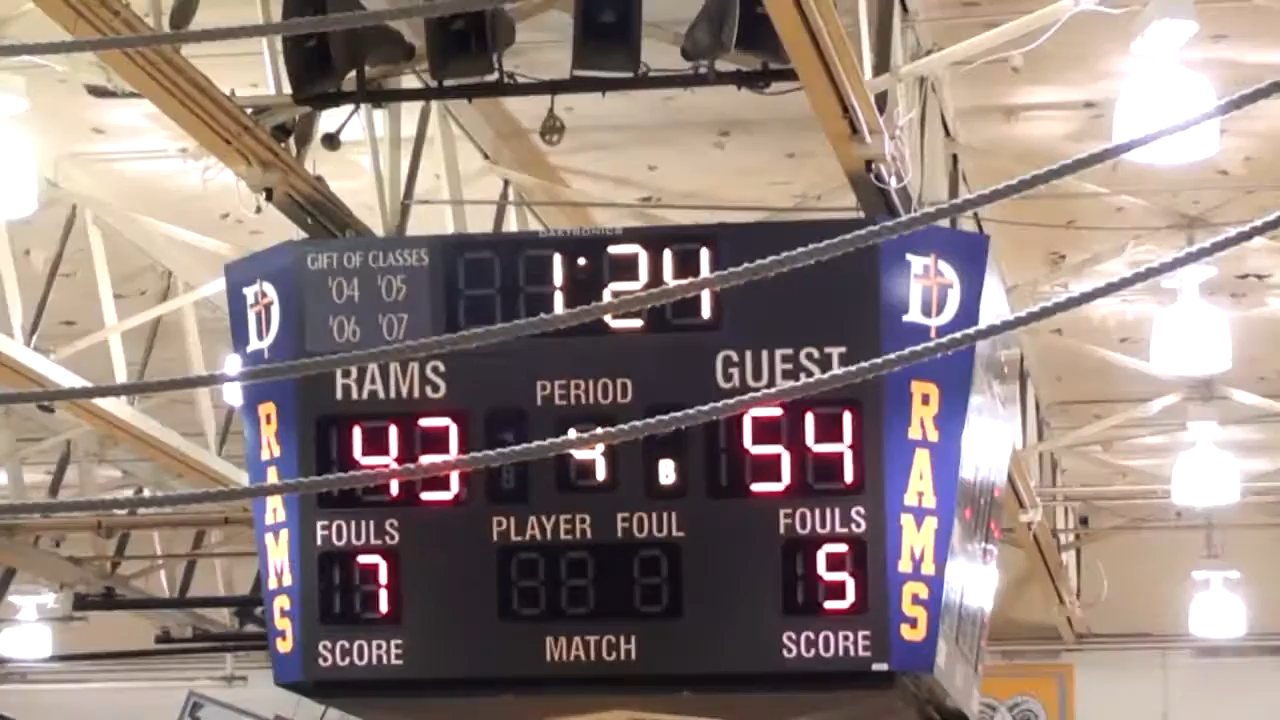 DAKTRONICS
GIFT OF CLASSES
'04 '05
'06 '07
1:24
D
D
RAMS
PERIOD
GUEST
43
4
B
54
RAMS
RAMS
FOULS
PLAYER FOUL
FOULS
7
5
SCORE
MATCH
SCORE